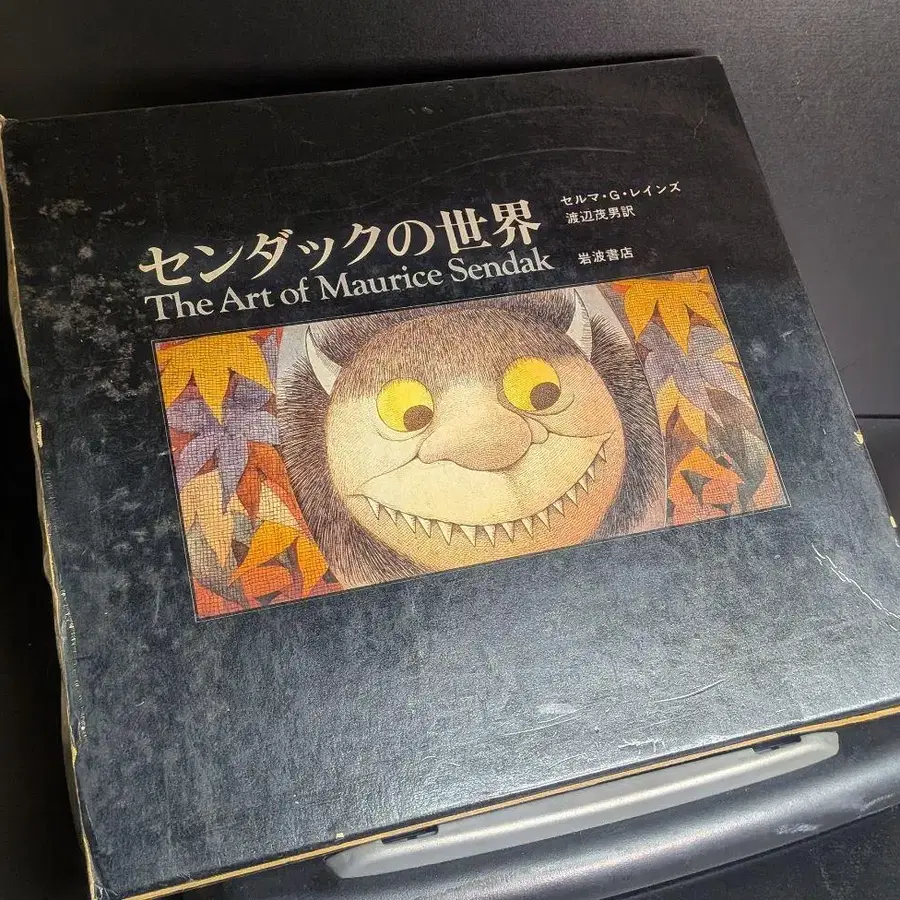 センダックの世界
The Art of Maurice Sendak
セルマ・G・レインズ
渡辺茂男訳
岩波書店